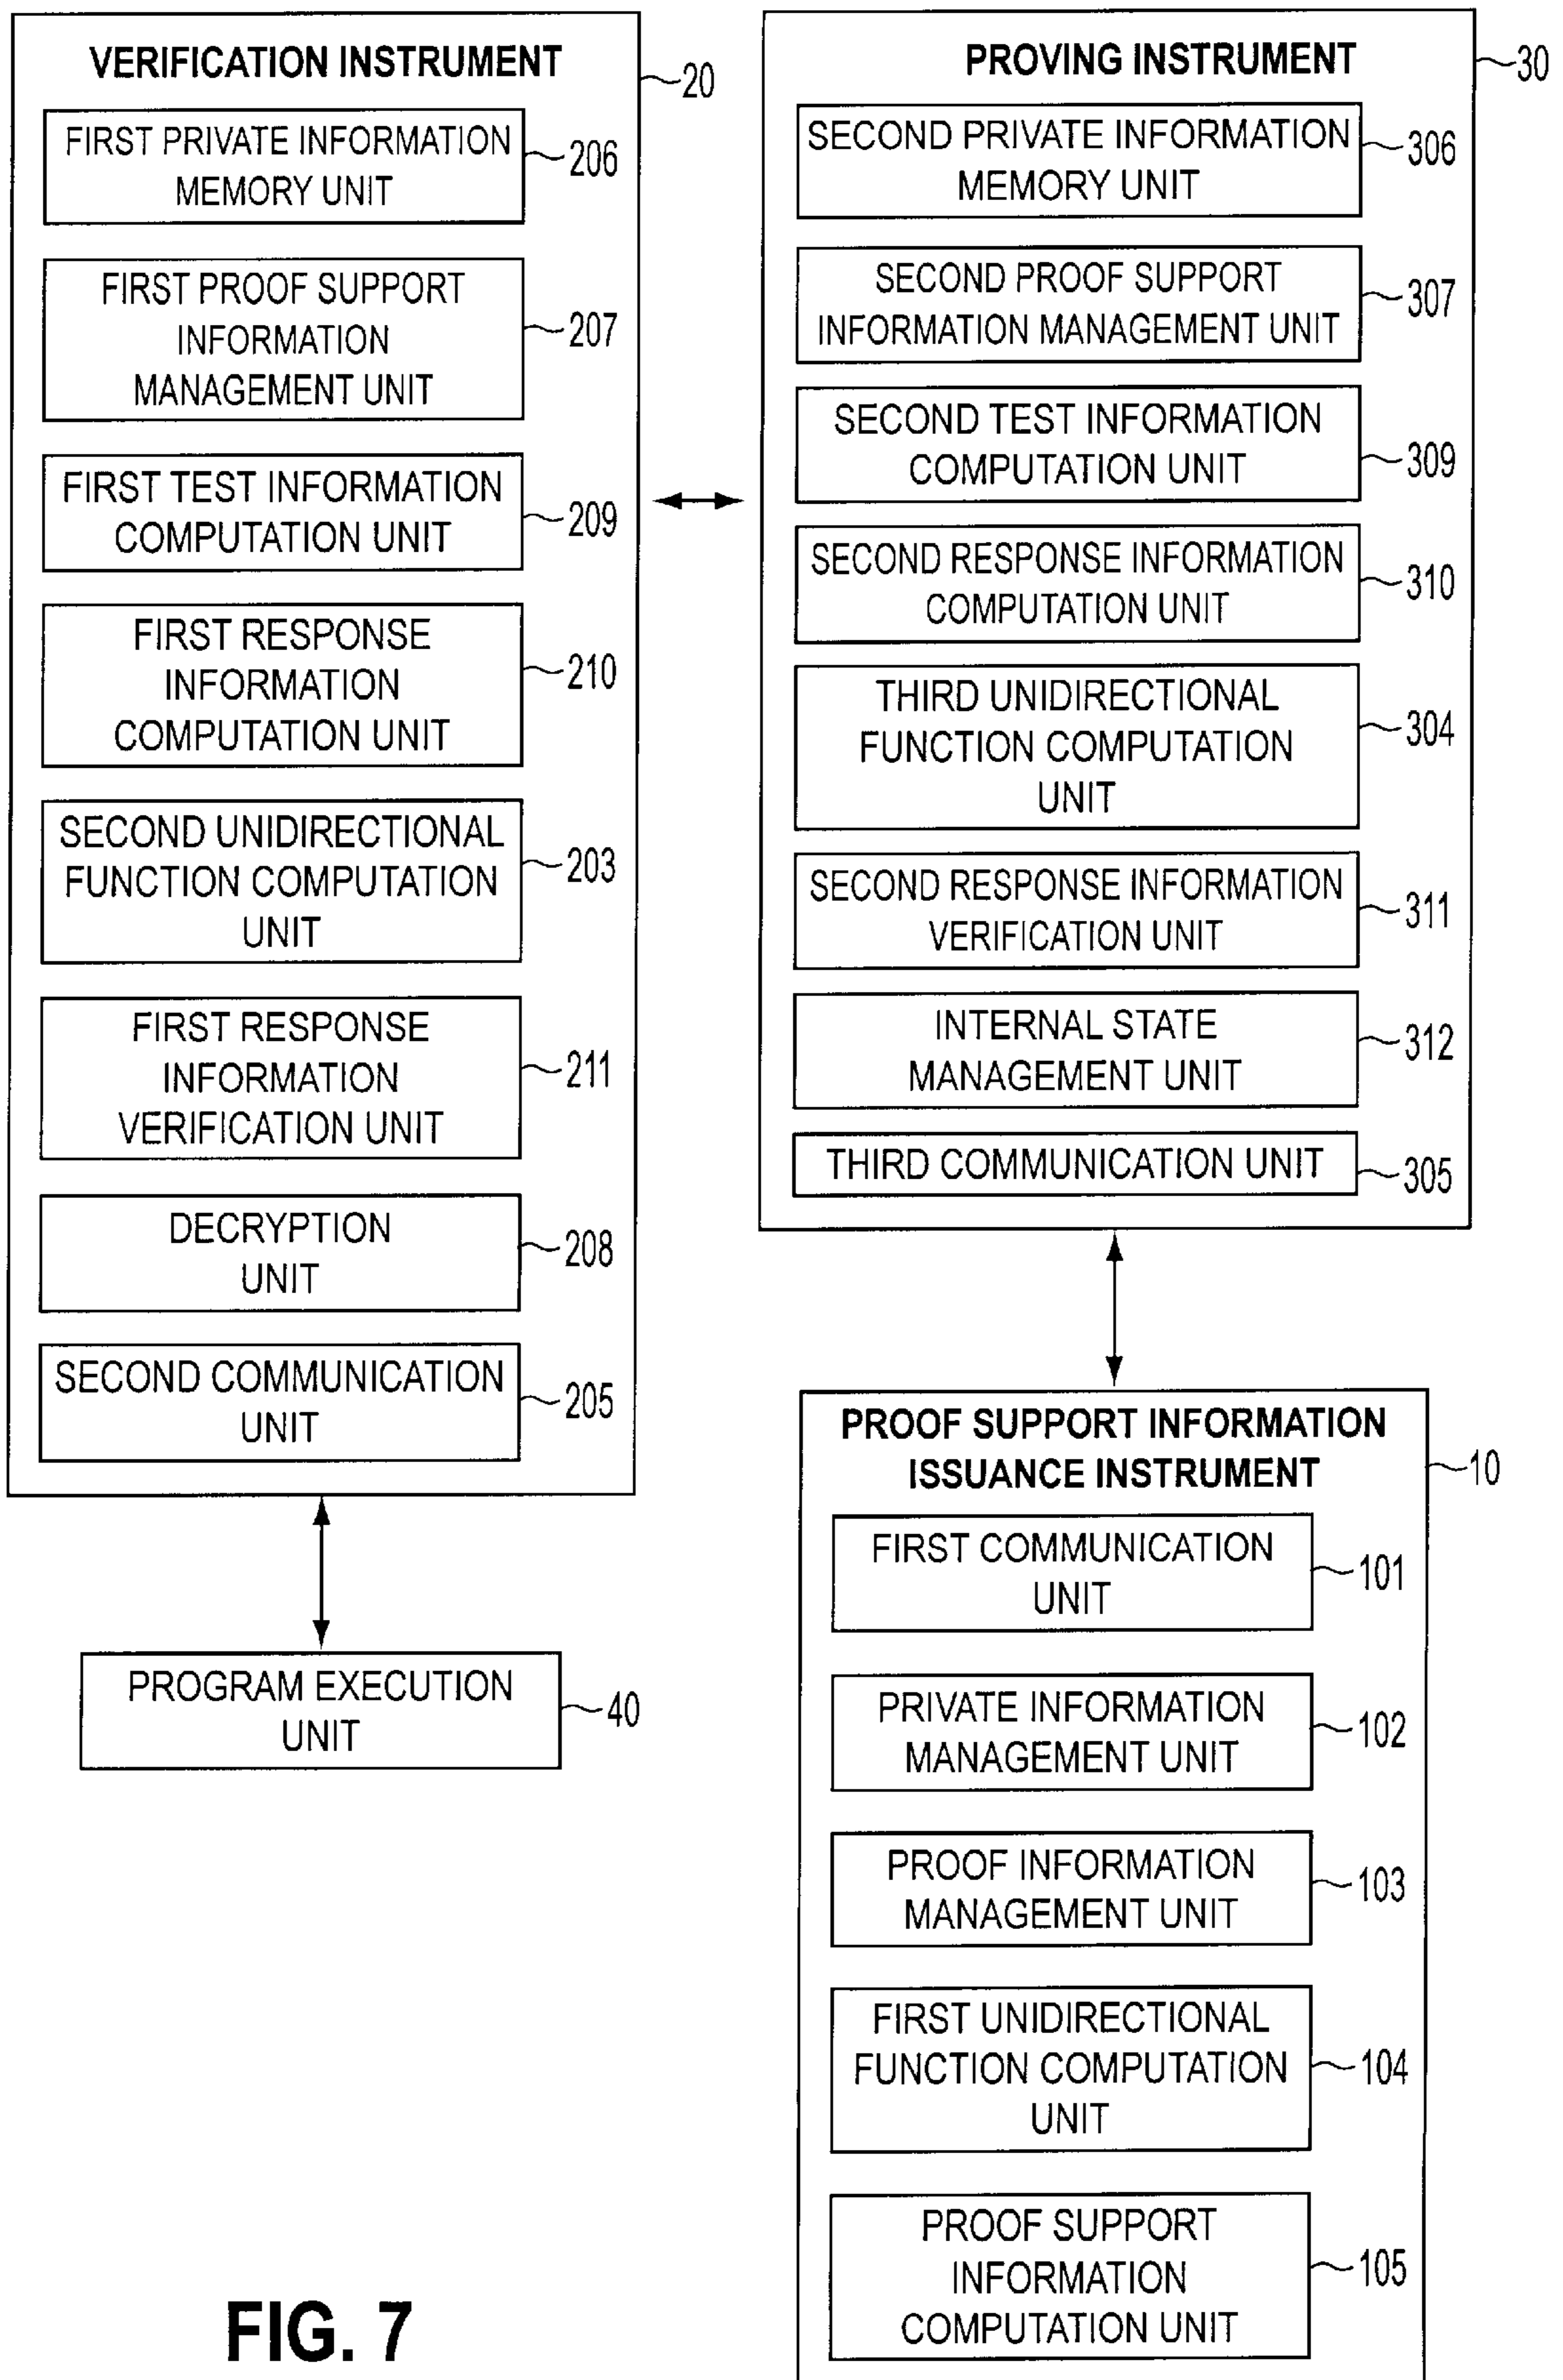 VERIFICATION INSTRUMENT
20
FIRST PRIVATE INFORMATION
MEMORY UNIT
206
FIRST PROOF SUPPORT
INFORMATION
MANAGEMENT UNIT
207
FIRST TEST INFORMATION
COMPUTATION UNIT
209
FIRST RESPONSE
INFORMATION
COMPUTATION UNIT
210
SECOND UNIDIRECTIONAL
FUNCTION COMPUTATION
UNIT
203
FIRST RESPONSE
INFORMATION
VERIFICATION UNIT
211
DECRYPTION
UNIT
208
SECOND COMMUNICATION
UNIT
205
PROGRAM EXECUTION
UNIT
40
PROVING INSTRUMENT
30
SECOND PRIVATE INFORMATION
MEMORY UNIT
306
SECOND PROOF SUPPORT
INFORMATION MANAGEMENT UNIT
307
SECOND TEST INFORMATION
COMPUTATION UNIT
309
SECOND RESPONSE INFORMATION
COMPUTATION UNIT
310
THIRD UNIDIRECTIONAL
FUNCTION COMPUTATION
UNIT
304
SECOND RESPONSE INFORMATION
VERIFICATION UNIT
311
INTERNAL STATE
MANAGEMENT UNIT
312
THIRD COMMUNICATION UNIT
305
PROOF SUPPORT INFORMATION
ISSUANCE INSTRUMENT
10
FIRST COMMUNICATION
UNIT
101
PRIVATE INFORMATION
MANAGEMENT UNIT
102
PROOF INFORMATION
MANAGEMENT UNIT
103
FIRST UNIDIRECTIONAL
FUNCTION COMPUTATION
UNIT
104
PROOF SUPPORT
INFORMATION
COMPUTATION UNIT
105
FIG. 7